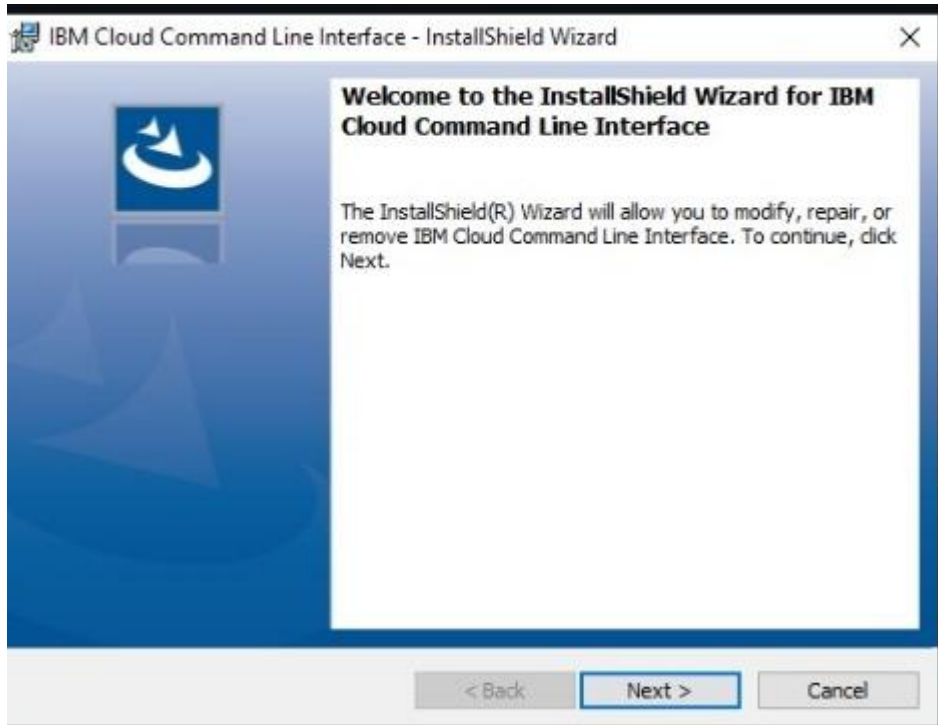 IBM Cloud Command Line Interface - InstallShield Wizard
Welcome to the InstallShield Wizard for IBM
Cloud Command Line Interface
The InstallShield(R) Wizard will allow you to modify, repair, or
remove IBM Cloud Command Line Interface. To continue, click
Next.
< Back Next > Cancel